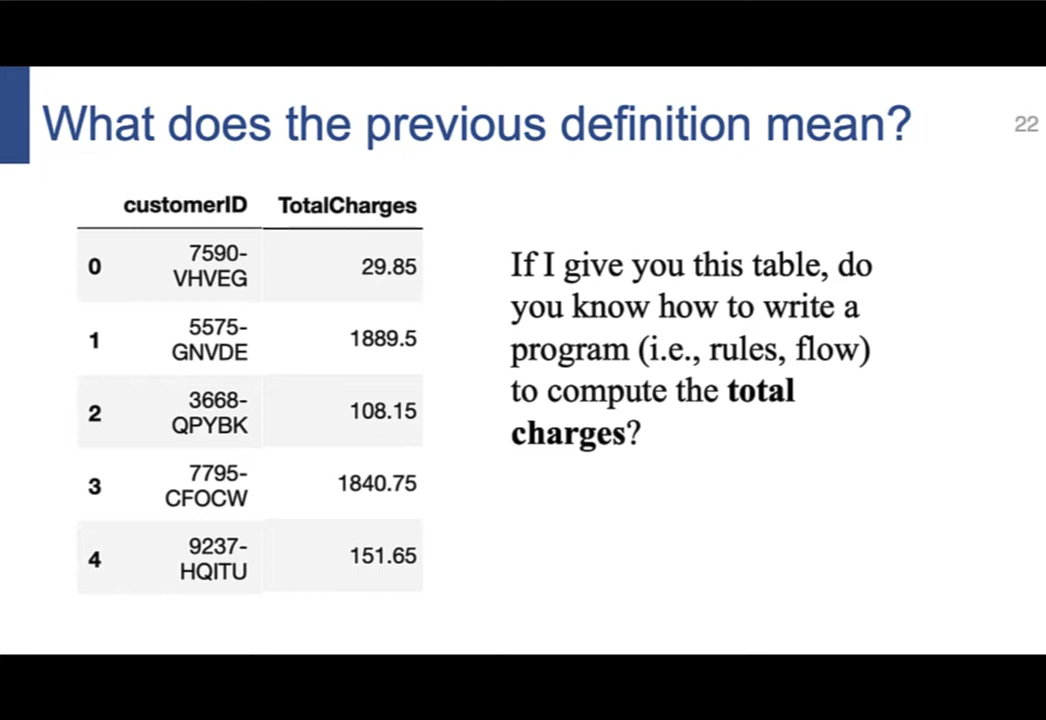 What does the previous definition mean?
22
customerID TotalCharges
0 7590-
VHVEG 29.85
1 5575-
GNVDE 1889.5
2 3668-
QPYBK 108.15
3 7795-
CFOCW 1840.75
4 9237-
HQITU 151.65
If I give you this table, do
you know how to write a
program (i.e., rules, flow)
to compute the total
charges?